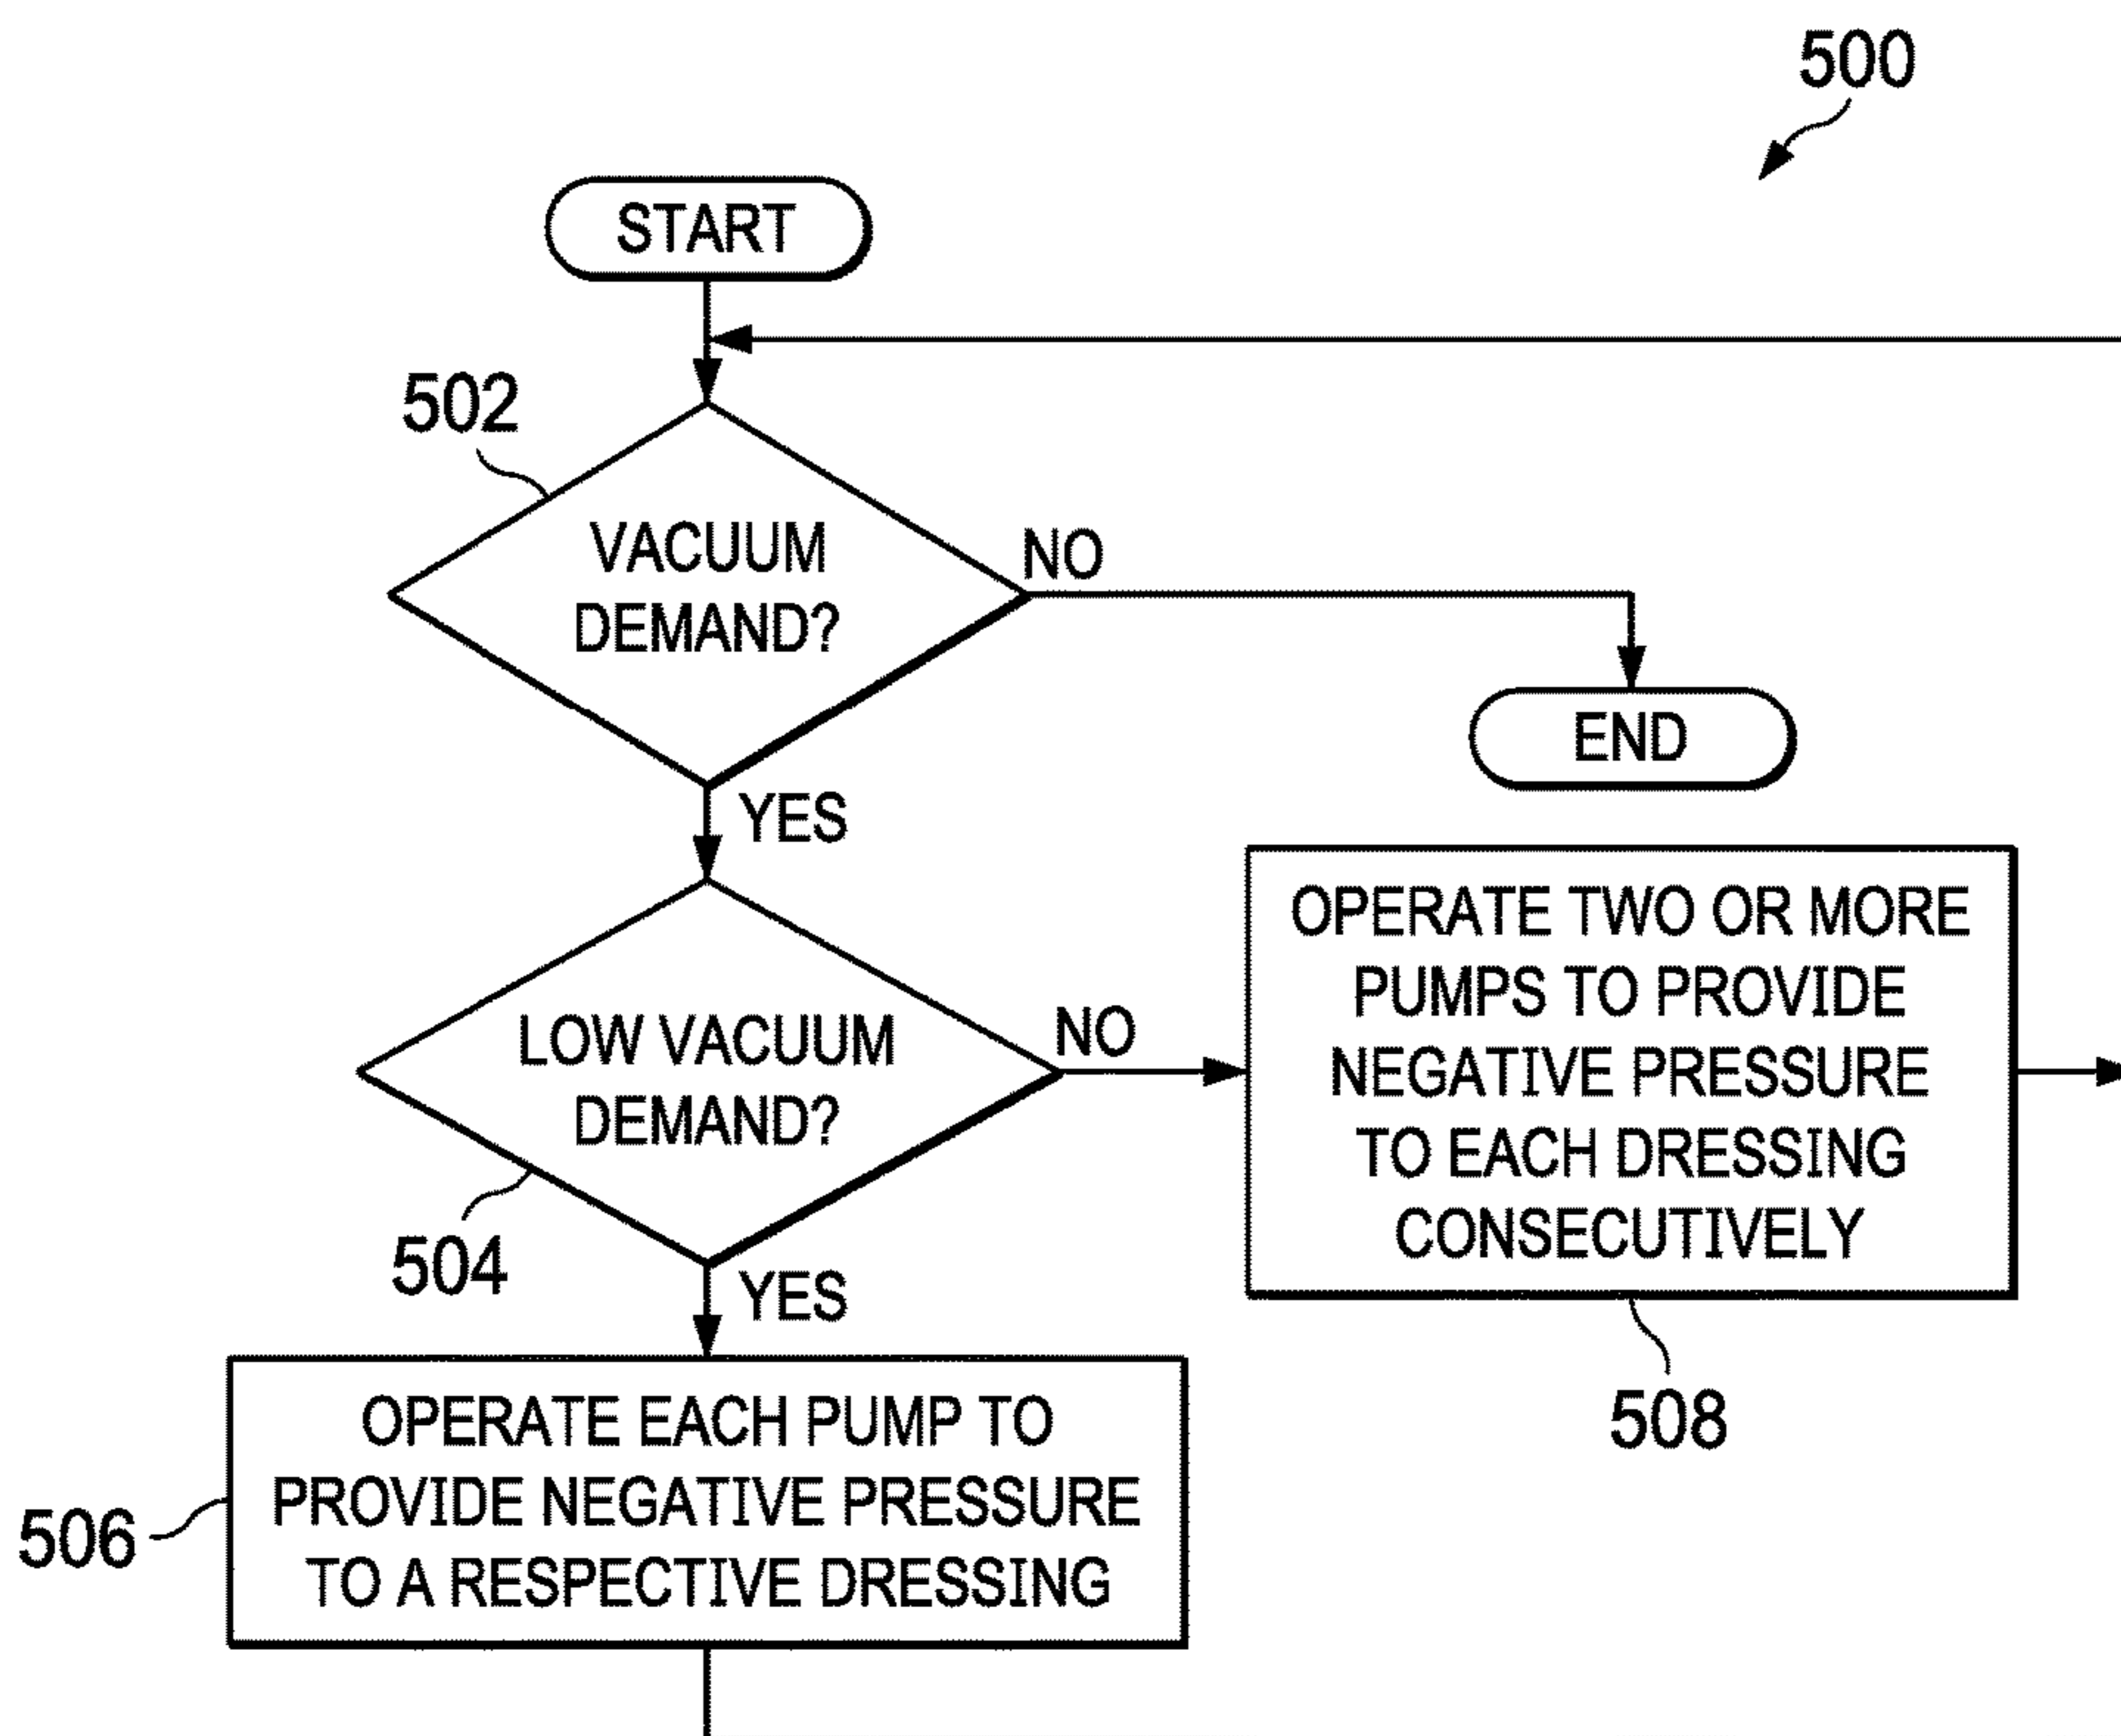 500
START
502
VACUUM
DEMAND?
NO
END
YES
LOW VACUUM
DEMAND?
NO
504
YES
OPERATE TWO OR MORE
PUMPS TO PROVIDE
NEGATIVE PRESSURE
TO EACH DRESSING
CONSECUTIVELY
508
OPERATE EACH PUMP TO
PROVIDE NEGATIVE PRESSURE
TO A RESPECTIVE DRESSING
506